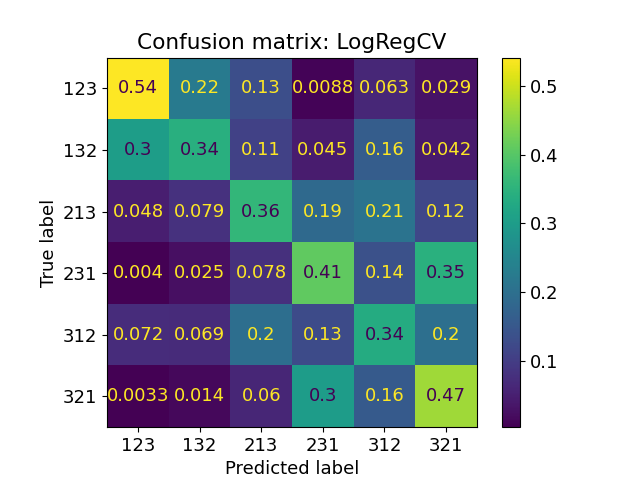 Confusion matrix: LogRegCV
True label
123 0.54 0.22 0.13 0.0088 0.063 0.029
132 0.3 0.34 0.11 0.045 0.16 0.042
213 0.048 0.079 0.36 0.19 0.21 0.12
231 0.004 0.025 0.078 0.41 0.14 0.35
312 0.072 0.069 0.2 0.13 0.34 0.2
321 0.0033 0.014 0.06 0.3 0.16 0.47
123 132 213 231 312 321
Predicted label
0.5
0.4
0.3
0.2
0.1